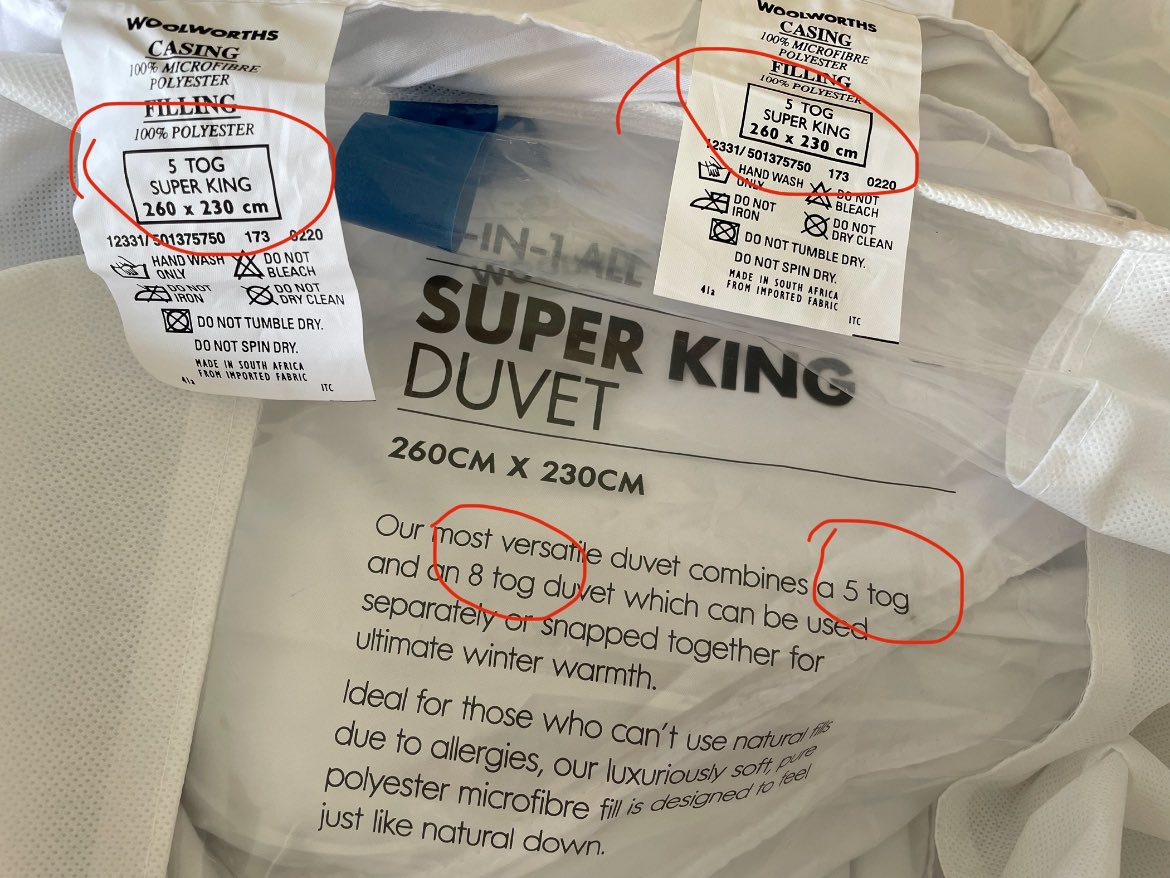 WOOLWORTHS
CASING
100% MICROFIBRE
POLYESTER
FILLING
100% POLYESTER
5 TOG
SUPER KING
260 x 230 cm
12331/501375750 173 0220
HAND WASH ONLY
DO NOT BLEACH
DO NOT IRON
DO NOT DRY CLEAN
DO NOT TUMBLE DRY.
DO NOT SPIN DRY.
MADE IN SOUTH AFRICA
FROM IMPORTED FABRIC
41a ITC
WOOLWORTHS
CASING
100% MICROFIBRE
POLYESTER
FILLING
100% POLYESTER
5 TOG
SUPER KING
260 x 230 cm
12331/501375750 173 0220
HAND WASH ONLY
DO NOT BLEACH
DO NOT IRON
DO NOT DRY CLEAN
DO NOT TUMBLE DRY.
DO NOT SPIN DRY.
MADE IN SOUTH AFRICA
FROM IMPORTED FABRIC
41a ITC
-IN-1 ALL
SUPER KING
DUVET
260CM X 230CM
Our most versatile duvet combines a 5 tog
and an 8 tog duvet which can be used
separately or snapped together for
ultimate winter warmth.
Ideal for those who can't use natural fills
due to allergies, our luxuriously soft, pure
polyester microfibre fill is designed to feel
just like natural down.